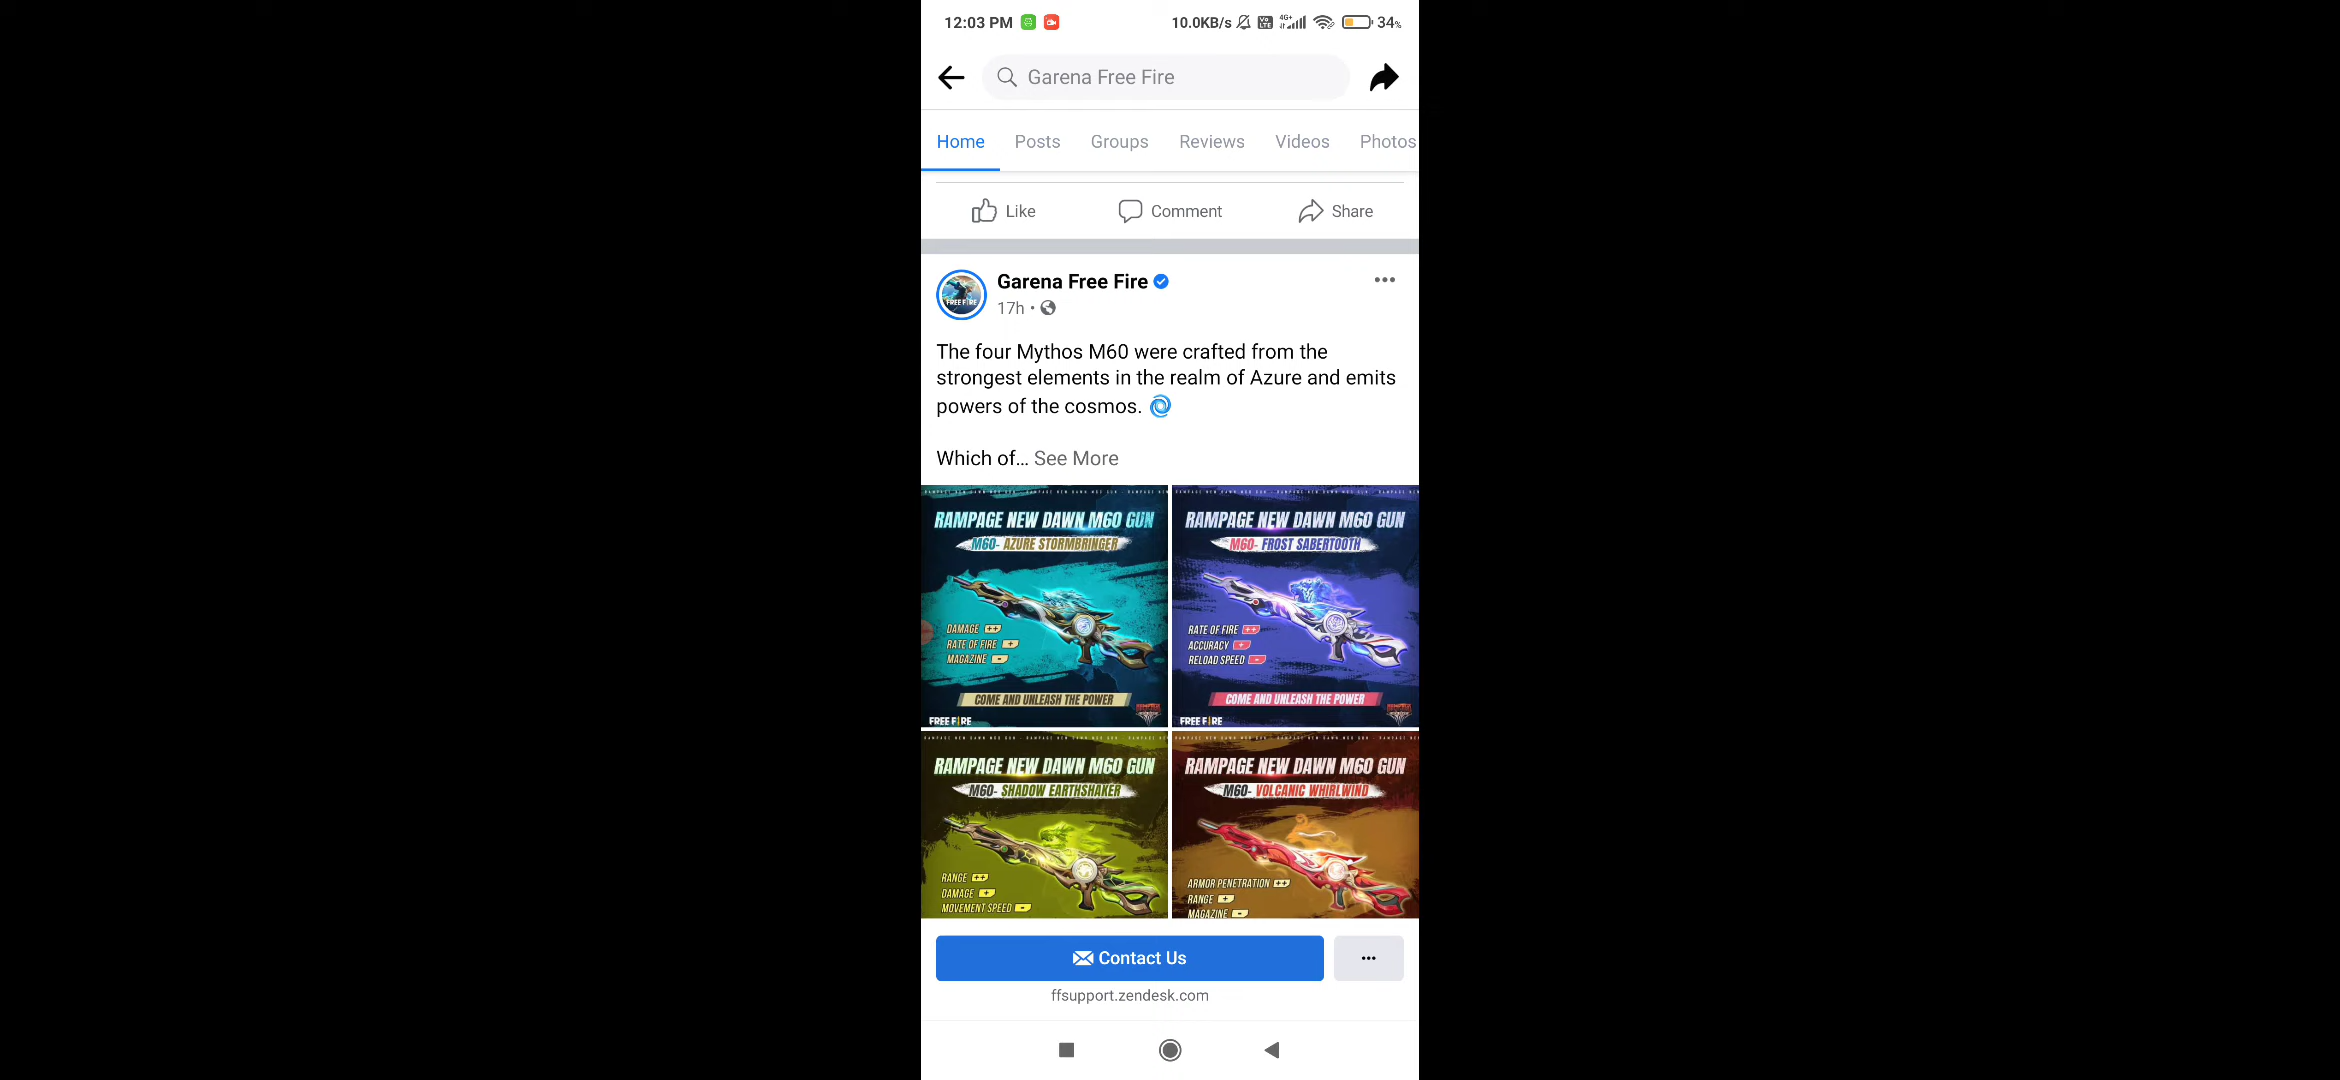 12:03 PM 10.0KB/s Vo LTE 4G+ 34%
Garena Free Fire
Home Posts Groups Reviews Videos Photos
Like Comment Share
Garena Free Fire
17h •
The four Mythos M60 were crafted from the
strongest elements in the realm of Azure and emits
powers of the cosmos.
Which of... See More
RAMPAGE NEW DAWN M60 GUN
M60- AZURE STORMBRINGER
DAMAGE ++
RATE OF FIRE +
MAGAZINE -
COME AND UNLEASH THE POWER
FREE FIRE
RAMPAGE NEW DAWN M60 GUN
M60- FROST SABERTOOTH
RATE OF FIRE ++
ACCURACY +
RELOAD SPEED -
COME AND UNLEASH THE POWER
FREE FIRE
RAMPAGE NEW DAWN M60 GUN
M60- SHADOW EARTHSHAKER
RANGE ++
DAMAGE +
MOVEMENT SPEED -
RAMPAGE NEW DAWN M60 GUN
M60- VOLCANIC WHIRLWIND
ARMOR PENETRATION ++
RANGE +
MAGAZINE -
Contact Us
ffsupport.zendesk.com